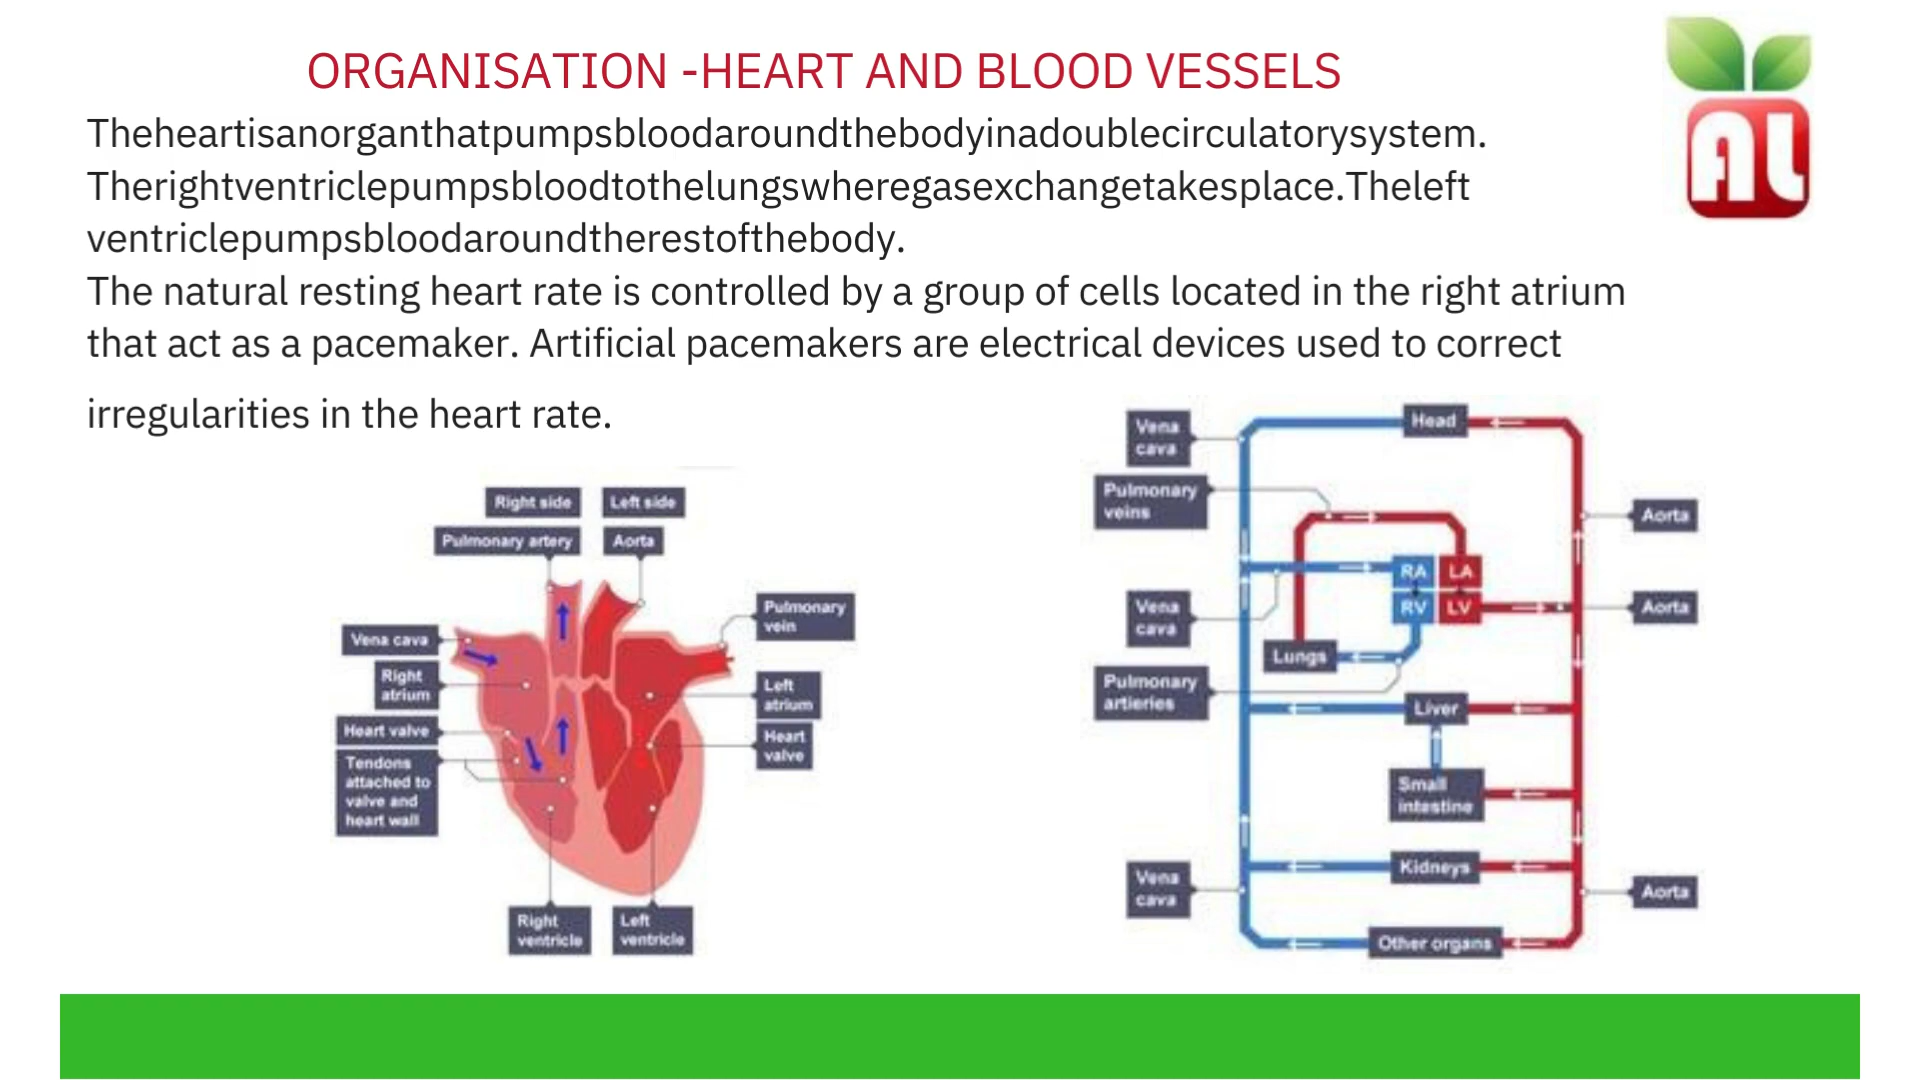 ORGANISATION -HEART AND BLOOD VESSELS
AL
Theheartisanorganthatpumpsbloodaroundthebodyinadoublecirculatorysystem.
Therightventriclepumpsbloodtothelungswheregasexchangetakesplace.Theleft
ventriclepumpsbloodaroundtherestofthebody.
The natural resting heart rate is controlled by a group of cells located in the right atrium
that act as a pacemaker. Artificial pacemakers are electrical devices used to correct
irregularities in the heart rate.
Right side
Left side
Pulmonary artery
Aorta
Pulmonary
vein
Vena cava
Right
atrium
Left
atrium
Heart valve
Heart
valve
Tendons
attached to
valve and
heart wall
Right
ventricle
Left
ventricle
Vena
cava
Head
Pulmonary
veins
Aorta
RA
LA
Vena
cava
RV
LV
Aorta
Lungs
Pulmonary
artieries
Liver
Small
intestine
Kidneys
Vena
cava
Aorta
Other organs